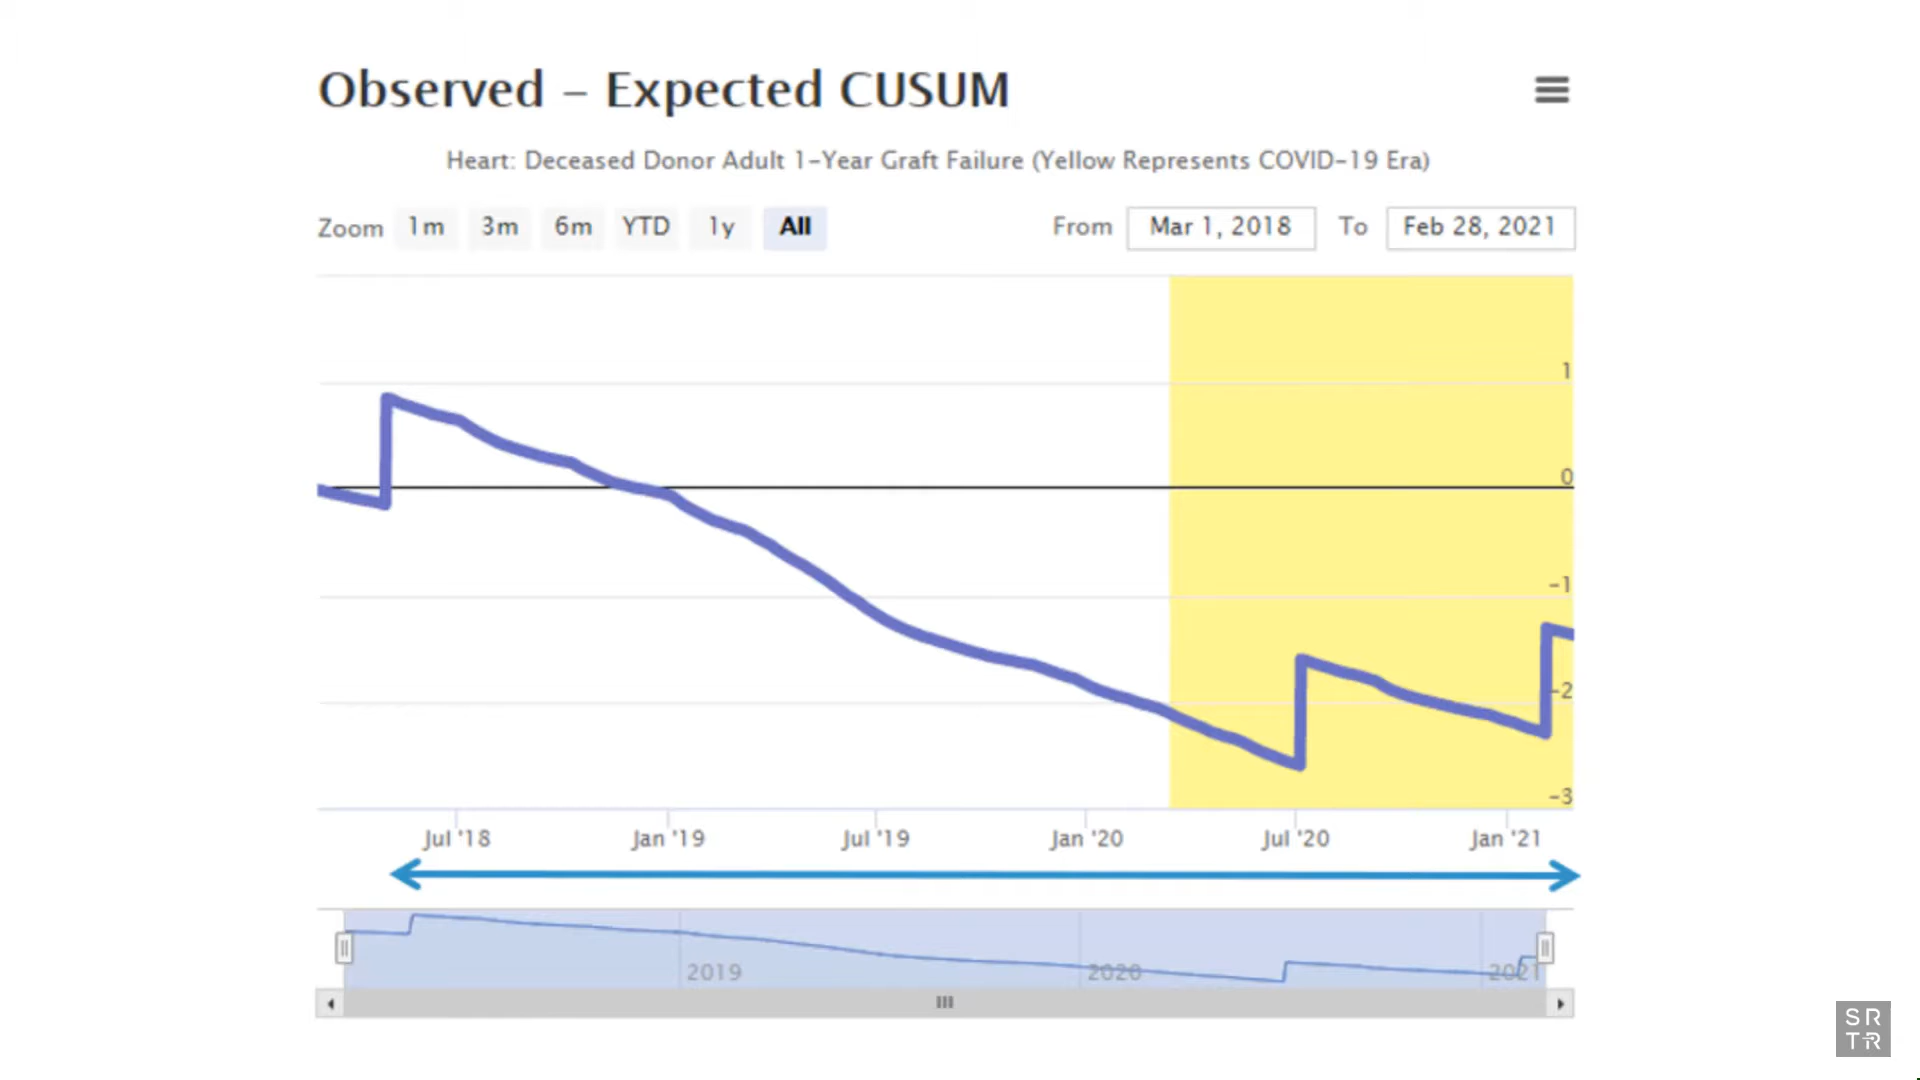 Observed – Expected CUSUM
Heart: Deceased Donor Adult 1-Year Graft Failure (Yellow Represents COVID-19 Era)
Zoom 1m 3m 6m YTD 1y All From Mar 1, 2018 To Feb 28, 2021
1
0
-1
-2
-3
Jul '18 Jan '19 Jul '19 Jan '20 Jul '20 Jan '21
2019 2020 2021
SR
TR